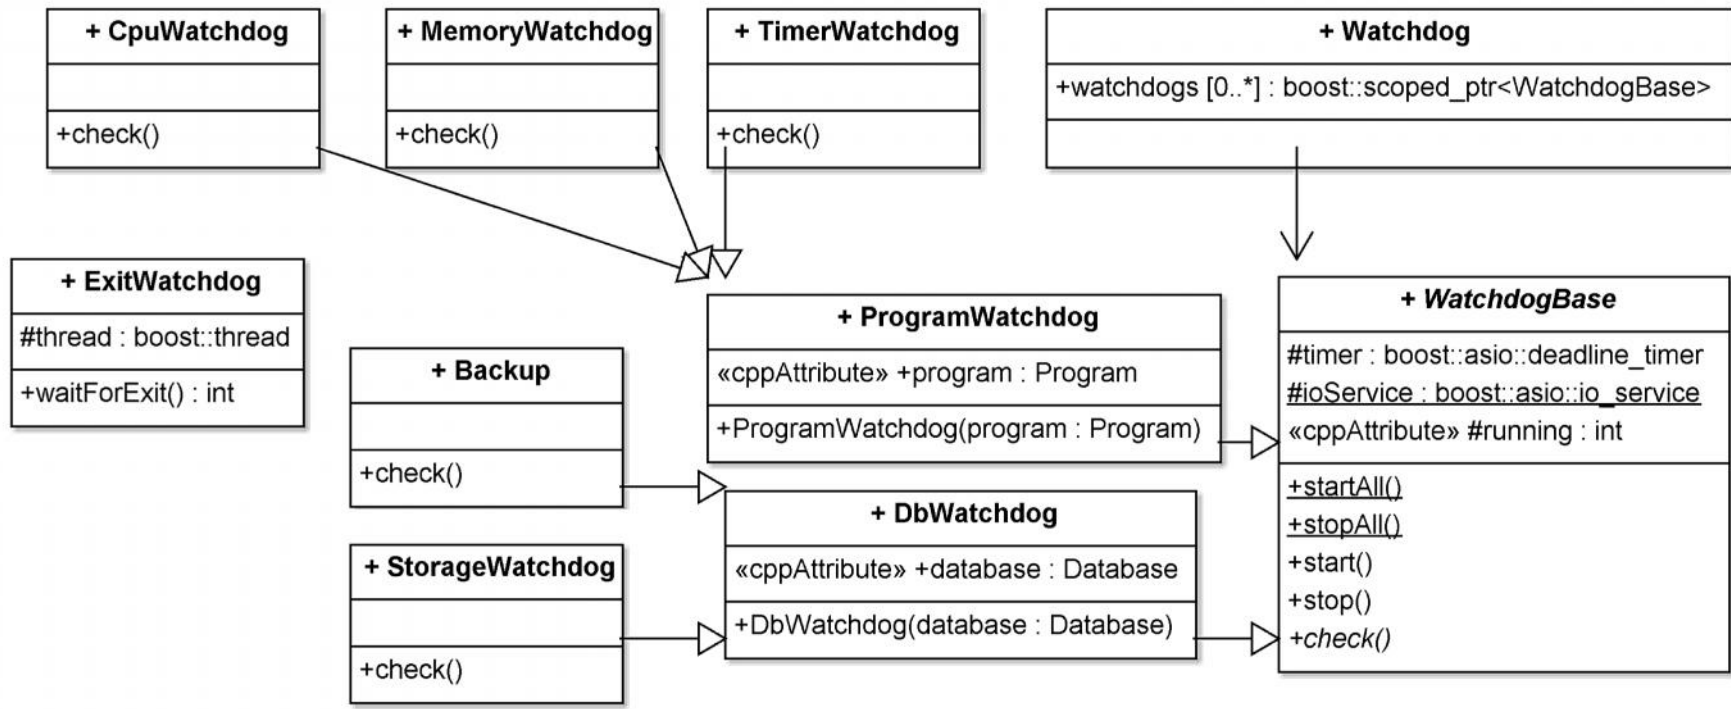 + CpuWatchdog
+check()
+ MemoryWatchdog
+check()
+ TimerWatchdog
+check()
+ Watchdog
+watchdogs [0..*] : boost::scoped_ptr<WatchdogBase>
+ ExitWatchdog
#thread : boost::thread
+waitForExit() : int
+ Backup
+check()
+ StorageWatchdog
+check()
+ ProgramWatchdog
«cppAttribute» +program : Program
+ProgramWatchdog(program : Program)
+ DbWatchdog
«cppAttribute» +database : Database
+DbWatchdog(database : Database)
+ WatchdogBase
#timer : boost::asio::deadline_timer
#ioService : boost::asio::io_service
«cppAttribute» #running : int
+startAll()
+stopAll()
+start()
+stop()
+check()